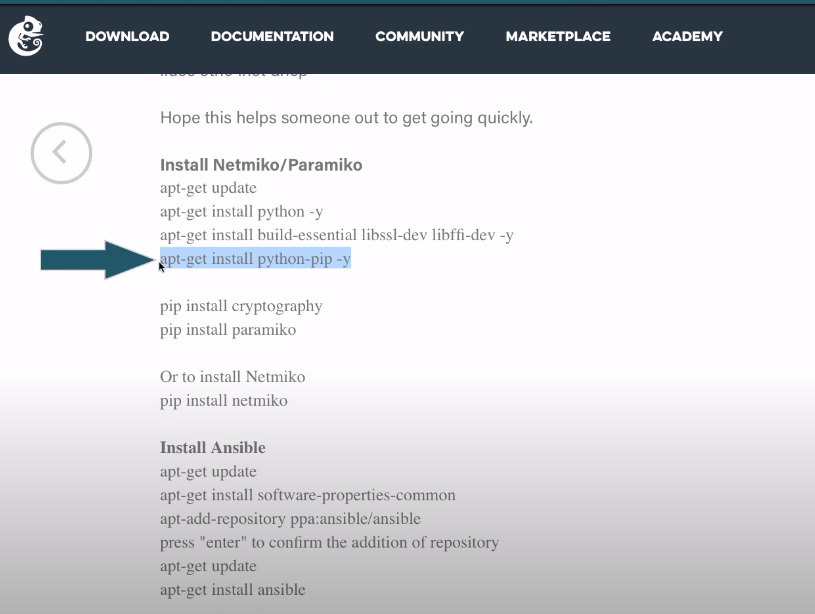 DOWNLOAD DOCUMENTATION COMMUNITY MARKETPLACE ACADEMY
Hope this helps someone out to get going quickly.
Install Netmiko/Paramiko
apt-get update
apt-get install python -y
apt-get install build-essential libssl-dev libffi-dev -y
apt-get install python-pip -y
pip install cryptography
pip install paramiko
Or to install Netmiko
pip install netmiko
Install Ansible
apt-get update
apt-get install software-properties-common
apt-add-repository ppa:ansible/ansible
press "enter" to confirm the addition of repository
apt-get update
apt-get install ansible